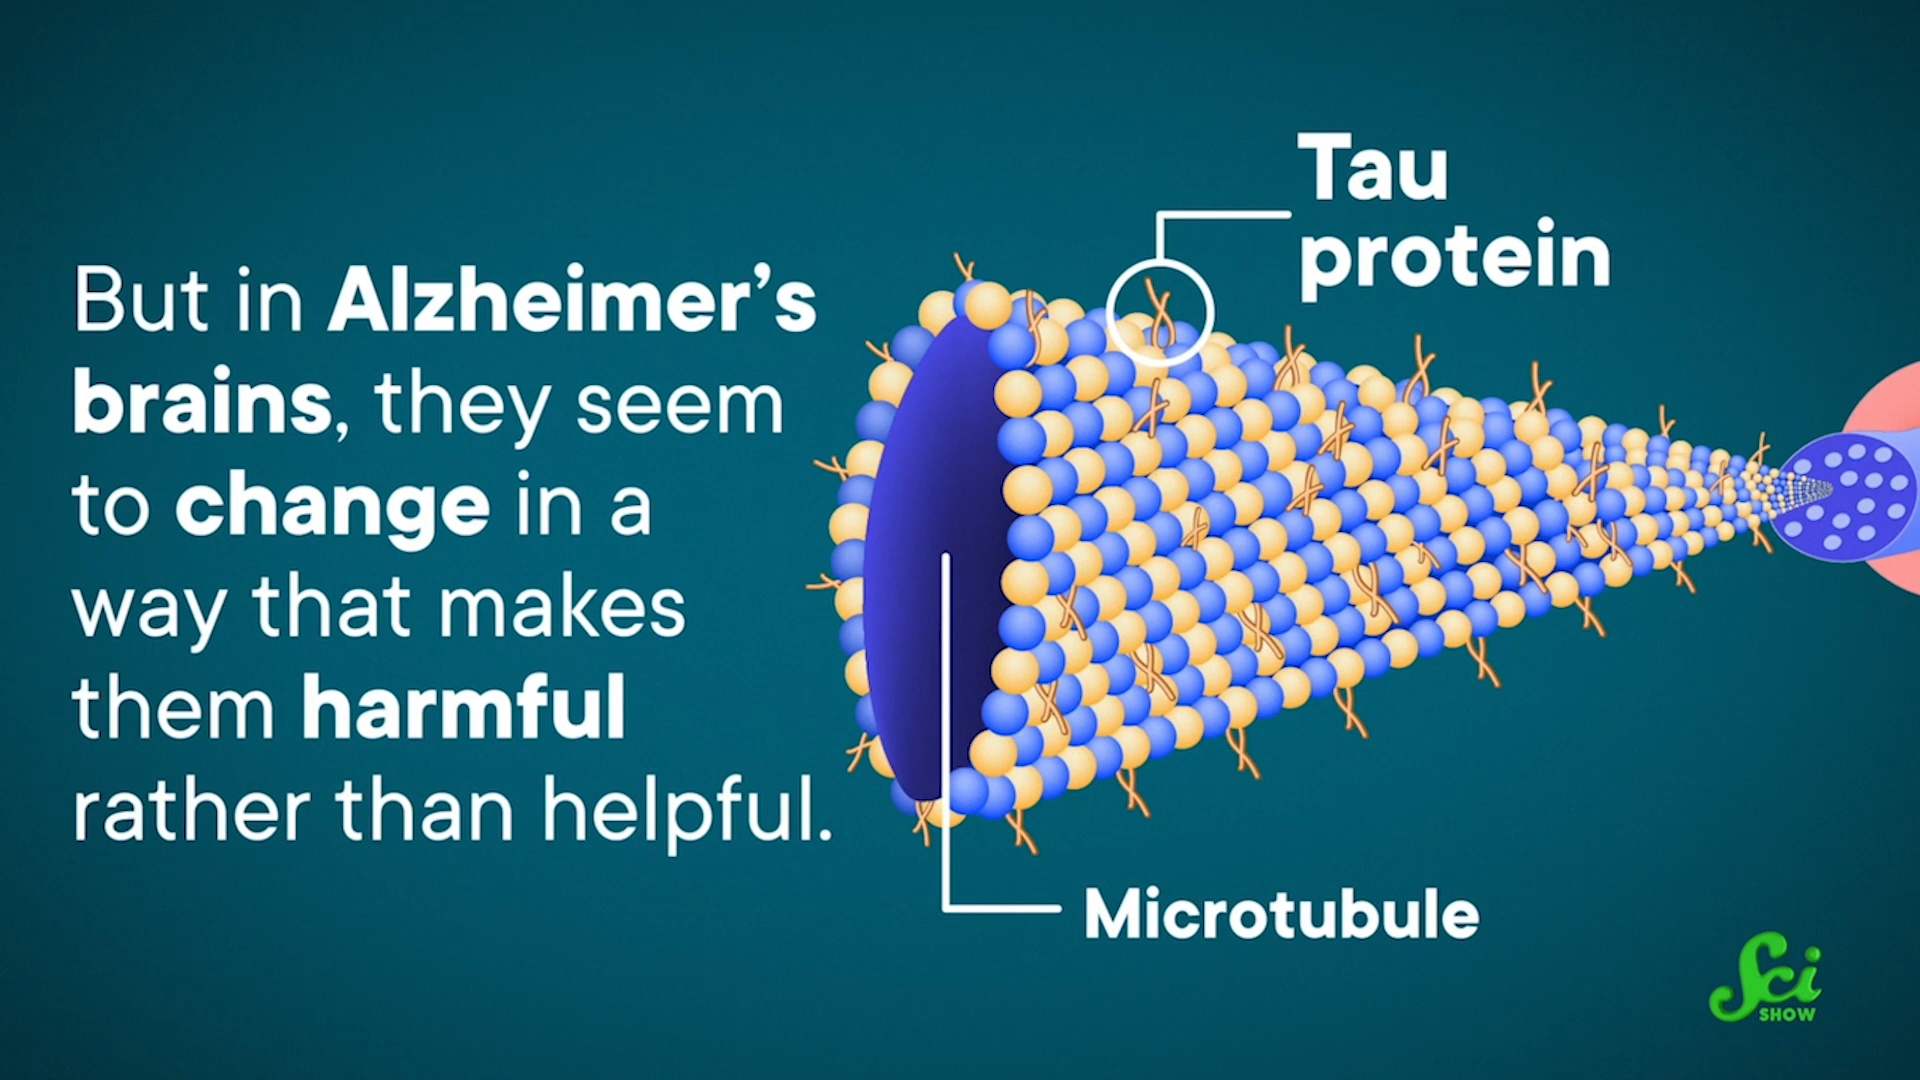 But in Alzheimer’s
brains, they seem
to change in a
way that makes
them harmful
rather than helpful.
Tau
protein
Microtubule
Sci
SHOW